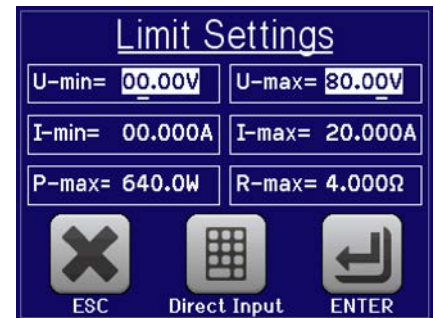 Limit Settings
U-min= 00.00V U-max= 80.00V
I-min= 00.000A I-max= 20.000A
P-max= 640.0W R-max= 4.000Ω
ESC Direct Input ENTER